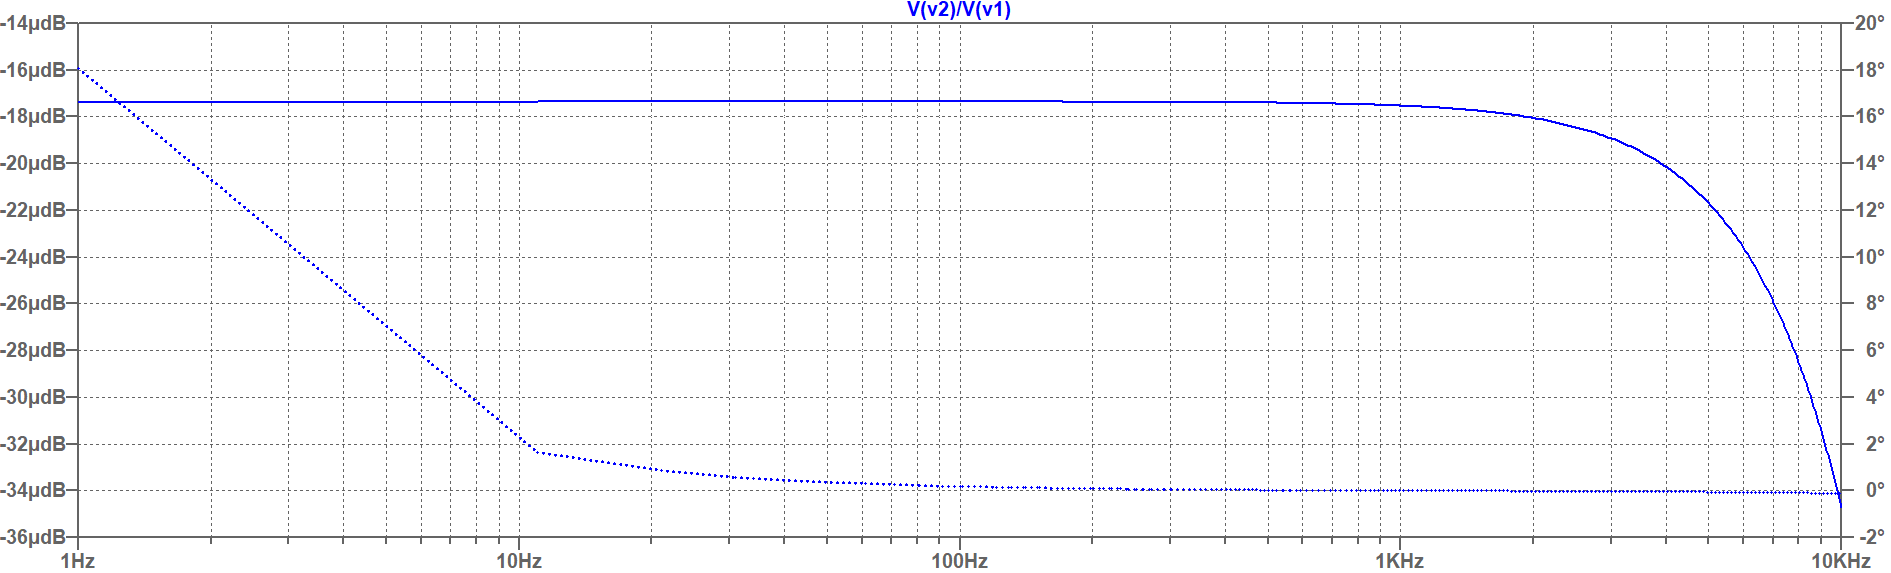 V(v2)/V(v1)
-14µdB 20°
-16µdB 18°
-18µdB 16°
-20µdB 14°
-22µdB 12°
-24µdB 10°
-26µdB 8°
-28µdB 6°
-30µdB 4°
-32µdB 2°
-34µdB 0°
-36µdB -2°
1Hz 10Hz 100Hz 1KHz 10KHz